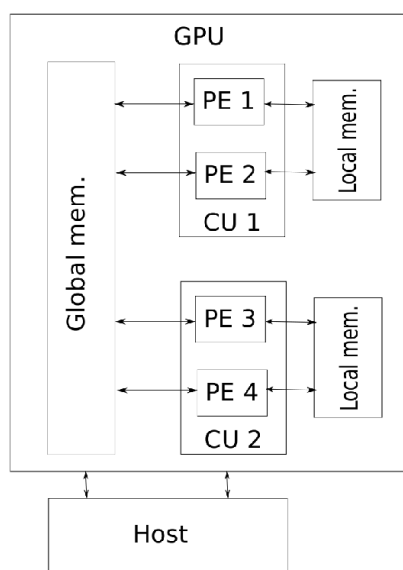 GPU
Global mem.
PE 1
PE 2
CU 1
Local mem.
PE 3
PE 4
CU 2
Local mem.
Host